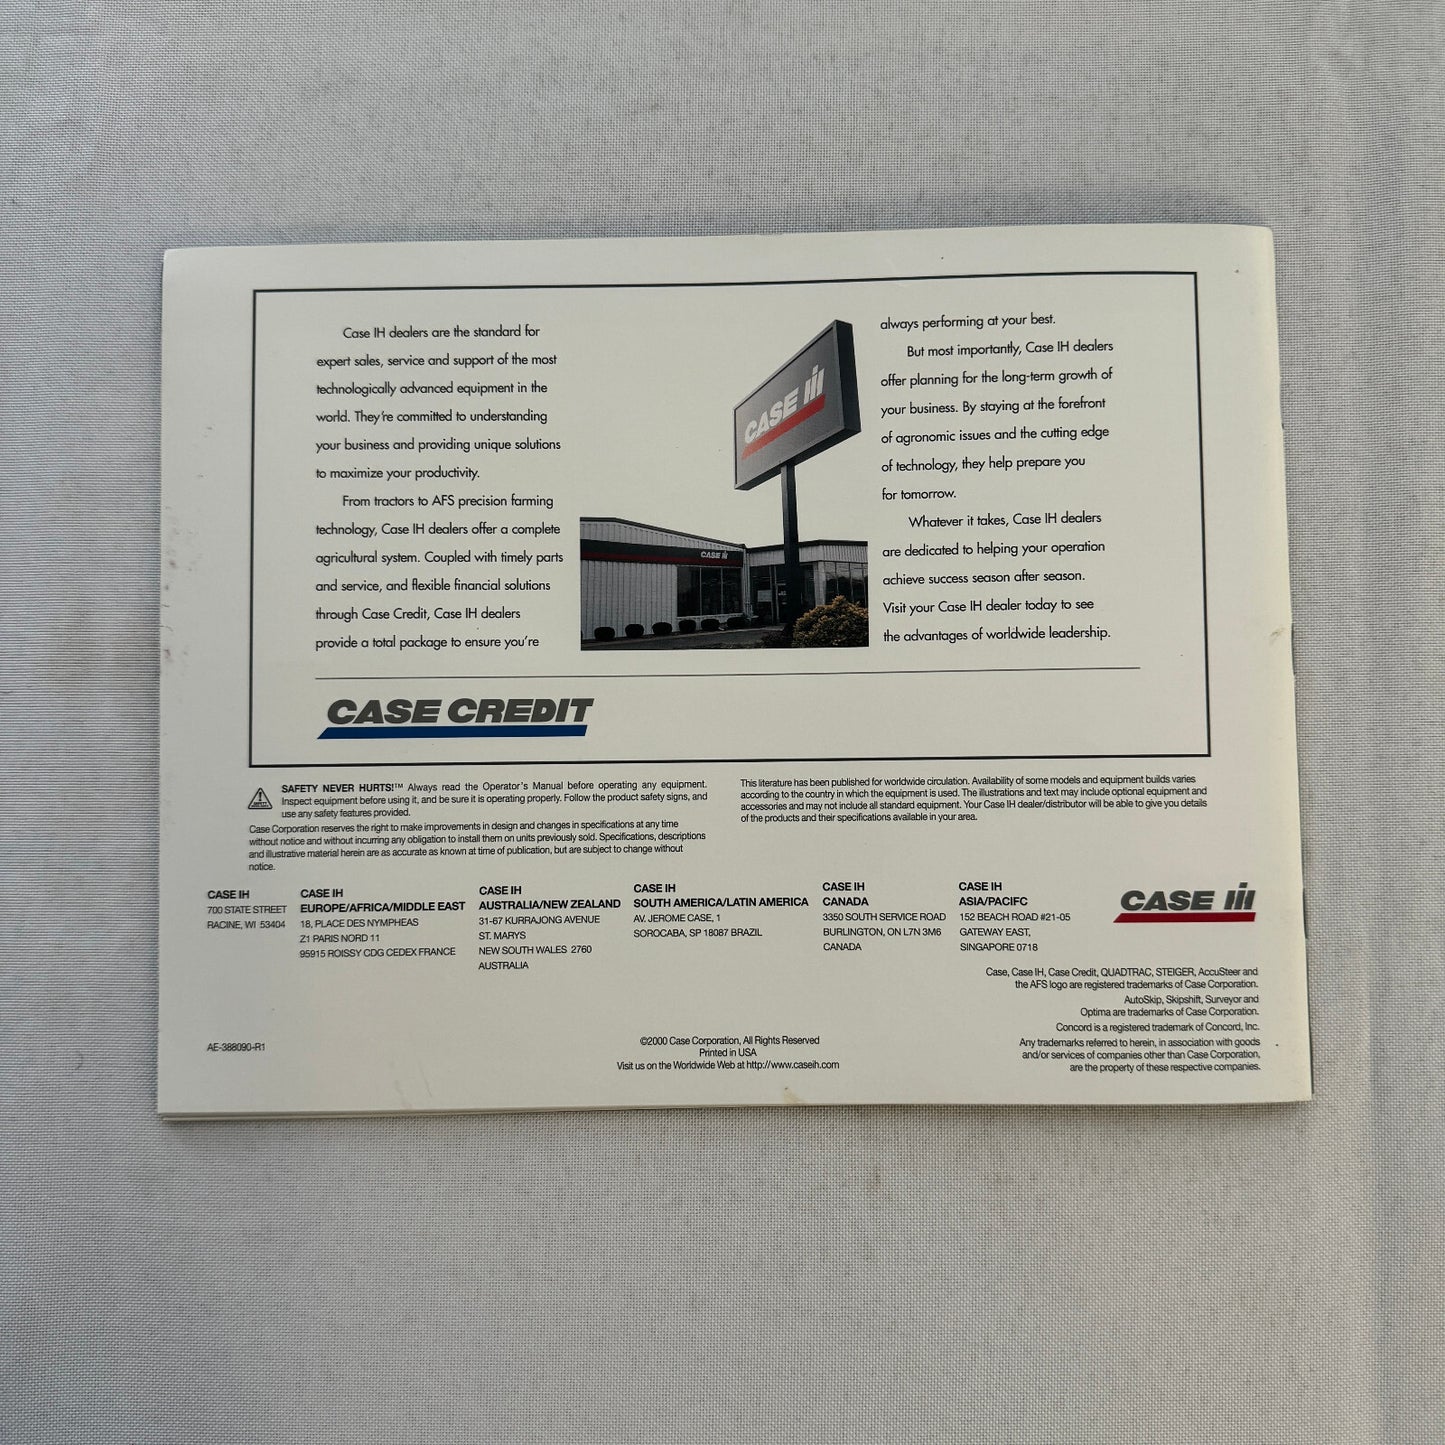 Case IH dealers are the standard for
expert sales, service and support of the most
technologically advanced equipment in the
world. They're committed to understanding
your business and providing unique solutions
to maximize your productivity.
From tractors to AFS precision farming
technology, Case IH dealers offer a complete
agricultural system. Coupled with timely parts
and service, and flexible financial solutions
through Case Credit, Case IH dealers
provide a total package to ensure you're
CASE IH
CASE IH
always performing at your best.
But most importantly, Case IH dealers
offer planning for the long-term growth of
your business. By staying at the forefront
of agronomic issues and the cutting edge
of technology, they help prepare you
for tomorrow.
Whatever it takes, Case IH dealers
are dedicated to helping your operation
achieve success season after season.
Visit your Case IH dealer today to see
the advantages of worldwide leadership.
CASE CREDIT
SAFETY NEVER HURTS!™ Always read the Operator's Manual before operating any equipment.
Inspect equipment before using it, and be sure it is operating properly. Follow the product safety signs, and
use any safety features provided.
Case Corporation reserves the right to make improvements in design and changes in specifications at any time
without notice and without incurring any obligation to install them on units previously sold. Specifications, descriptions
and illustrative material herein are as accurate as known at time of publication, but are subject to change without
notice.
This literature has been published for worldwide circulation. Availability of some models and equipment builds varies
according to the country in which the equipment is used. The illustrations and text may include optional equipment and
accessories and may not include all standard equipment. Your Case IH dealer/distributor will be able to give you details
of the products and their specifications available in your area.
CASE IH
700 STATE STREET
RACINE, WI 53404
CASE IH
EUROPE/AFRICA/MIDDLE EAST
18, PLACE DES NYMPHEAS
Z1 PARIS NORD 11
95915 ROISSY CDG CEDEX FRANCE
CASE IH
AUSTRALIA/NEW ZEALAND
31-67 KURRAJONG AVENUE
ST. MARYS
NEW SOUTH WALES 2760
AUSTRALIA
CASE IH
SOUTH AMERICA/LATIN AMERICA
AV. JEROME CASE, 1
SOROCABA, SP 18087 BRAZIL
CASE IH
CANADA
3350 SOUTH SERVICE ROAD
BURLINGTON, ON L7N 3M6
CANADA
CASE IH
ASIA/PACIFC
152 BEACH ROAD #21-05
GATEWAY EAST,
SINGAPORE 0718
CASE IH
Case, Case IH, Case Credit, QUADTRAC, STEIGER, AccuSteer and
the AFS logo are registered trademarks of Case Corporation.
AutoSkip, Skipshift, Surveyor and
Optima are trademarks of Case Corporation.
Concord is a registered trademark of Concord, Inc.
Any trademarks referred to herein, in association with goods
and/or services of companies other than Case Corporation,
are the property of these respective companies.
AE-388090-R1
©2000 Case Corporation, All Rights Reserved
Printed in USA
Visit us on the Worldwide Web at http://www.caseih.com